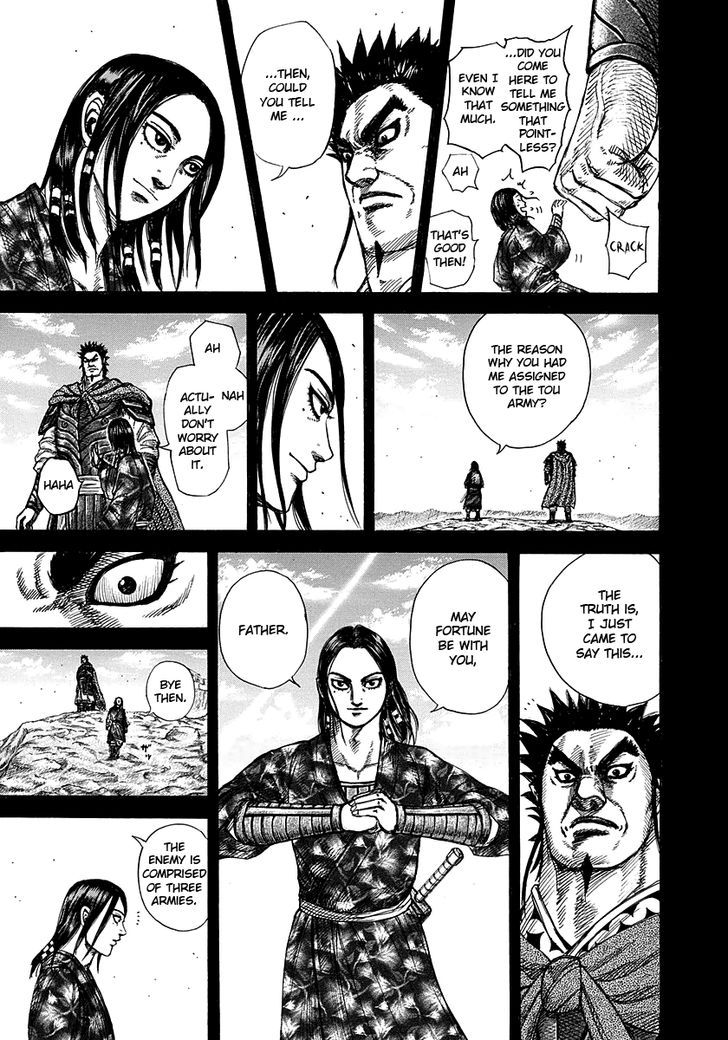 ...DID YOU
COME
HERE TO
TELL ME
SOMETHING
THAT
POINT-
LESS?
EVEN I
KNOW
THAT
MUCH.
CRACK
AH
THAT'S
GOOD
THEN!
...THEN,
COULD
YOU TELL
ME ...
THE REASON
WHY YOU HAD
ME ASSIGNED
TO THE TOU
ARMY?
AH
NAH
ACTU-
ALLY
DON'T
WORRY
ABOUT
IT.
HAHA
THE
TRUTH IS,
I JUST
CAME TO
SAY THIS...
MAY
FORTUNE
BE WITH
YOU,
FATHER.
BYE
THEN.
THE
ENEMY IS
COMPRISED
OF THREE
ARMIES.